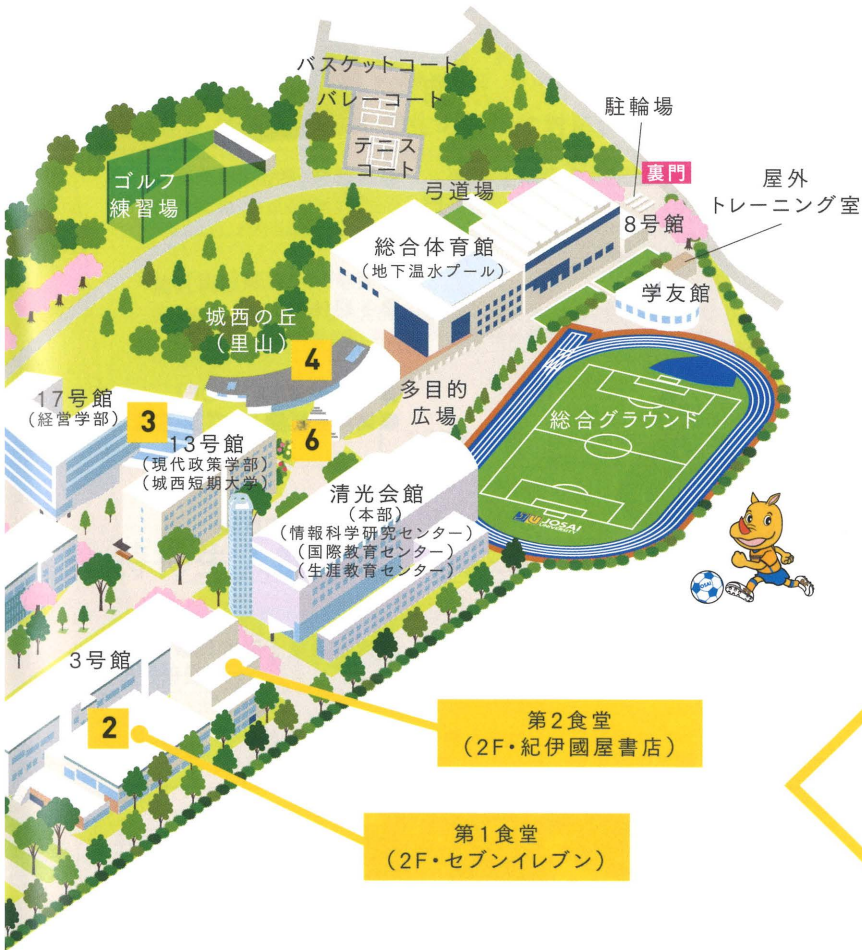 バスケットコート
バレーコート
テニス
コート
駐輪場
裏門
屋外
トレーニング室
ゴルフ
練習場
弓道場
8号館
総合体育館
(地下温水プール)
学友館
城西の丘
(里山)
4
多目的
広場
総合グラウンド
17号館
(経営学部)
3
13号館
(現代政策学部)
(城西短期大学)
6
清光会館
(本部)
(情報科学研究センター)
(国際教育センター)
(生涯教育センター)
JU JOSAI
UNIVERSITY
JOSAI
3号館
2
第2食堂
(2F・紀伊國屋書店)
第1食堂
(2F・セブンイレブン)